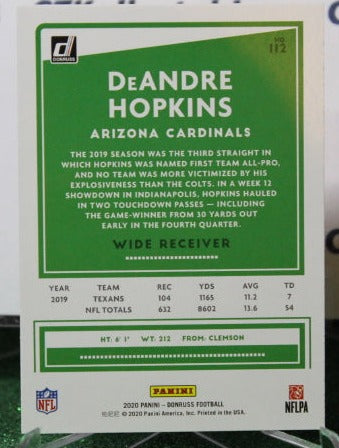 DONRUSS
NO.
112
DeANDRE
HOPKINS
ARIZONA CARDINALS
THE 2019 SEASON WAS THE THIRD STRAIGHT IN
WHICH HOPKINS WAS NAMED FIRST TEAM ALL-PRO,
AND NO TEAM WAS MORE VICTIMIZED BY HIS
EXPLOSIVENESS THAN THE COLTS. IN A WEEK 12
SHOWDOWN IN INDIANAPOLIS, HOPKINS HAULED
IN TWO TOUCHDOWN PASSES — INCLUDING
THE GAME-WINNER FROM 30 YARDS OUT
EARLY IN THE FOURTH QUARTER.
WIDE RECEIVER
YEAR TEAM REC YDS AVG TD
2019 TEXANS 104 1165 11.2 7
NFL TOTALS 632 8602 13.6 54
HT: 6' 1" WT: 212 FROM: CLEMSON
NFL
PANINI
NFLPA
2020 PANINI – DONRUSS FOOTBALL
© 2020 Panini America, Inc. Printed in the USA.